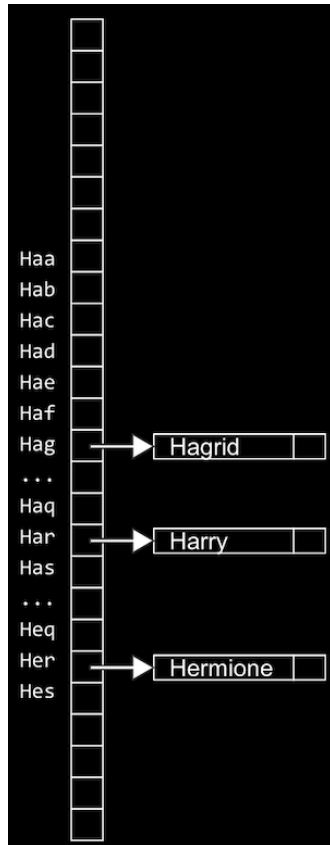 Haa
Hab
Hac
Had
Hae
Haf
Hag Hagrid
...
Haq
Har Harry
Has
...
Heq
Her Hermione
Hes